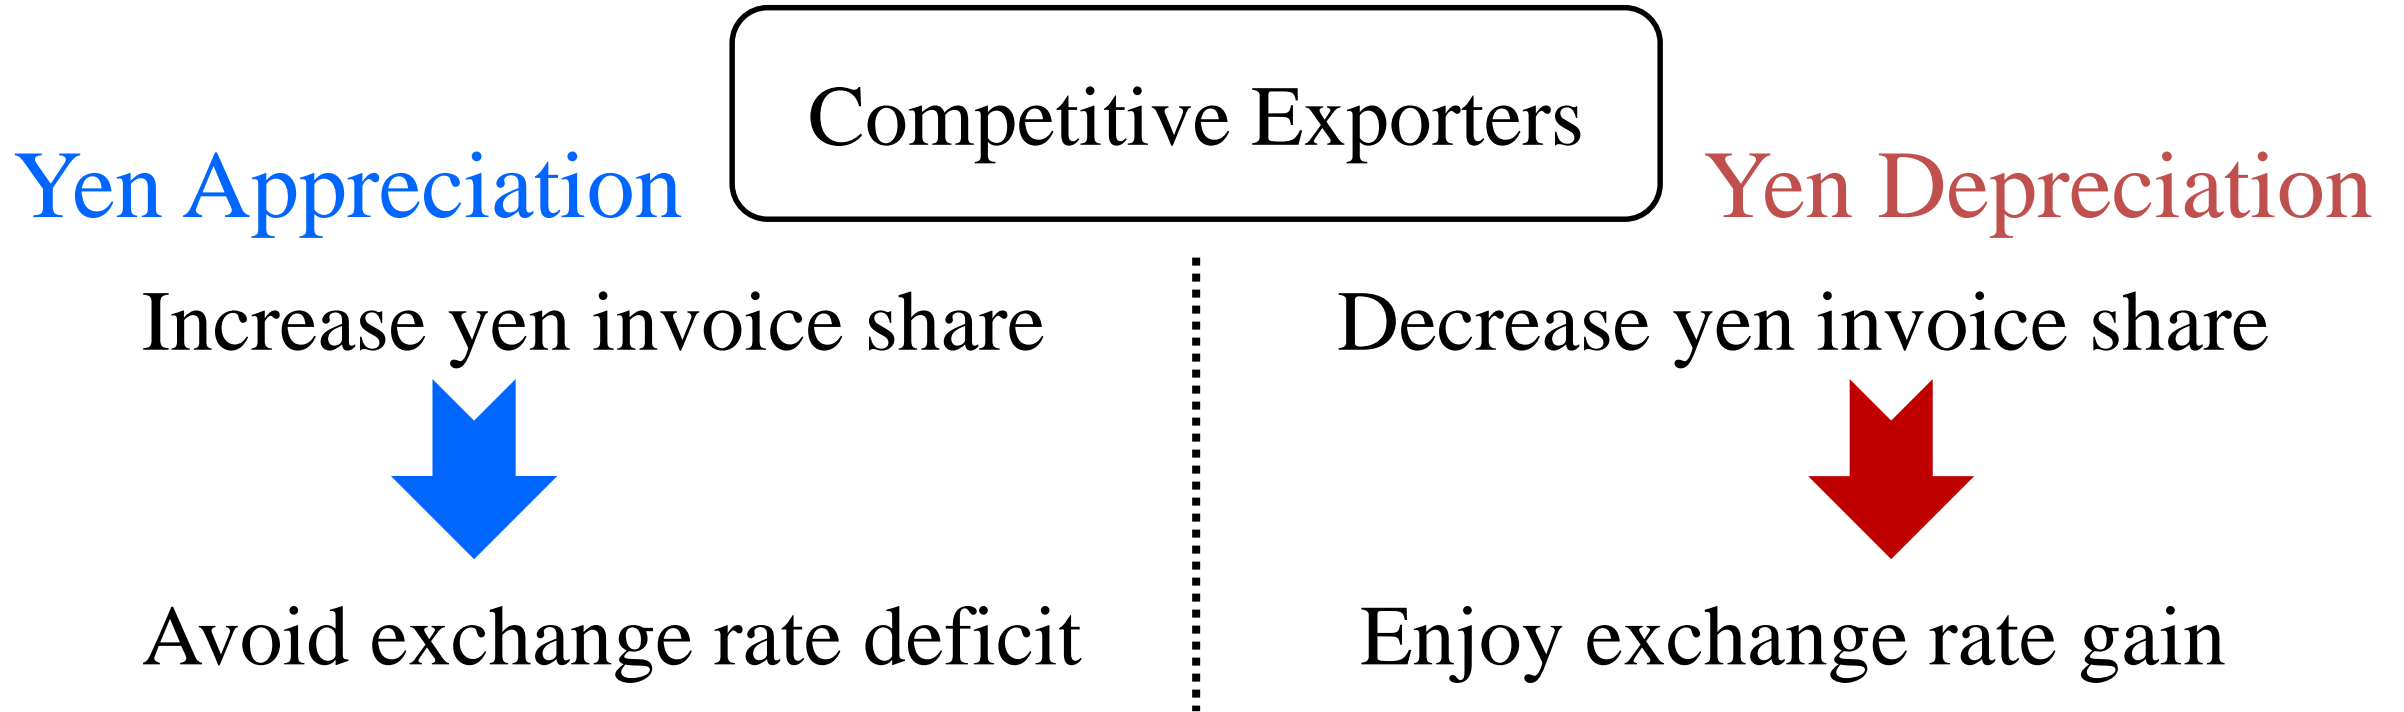 Competitive Exporters
Yen Appreciation
Yen Depreciation
Increase yen invoice share
Decrease yen invoice share
Avoid exchange rate deficit
Enjoy exchange rate gain